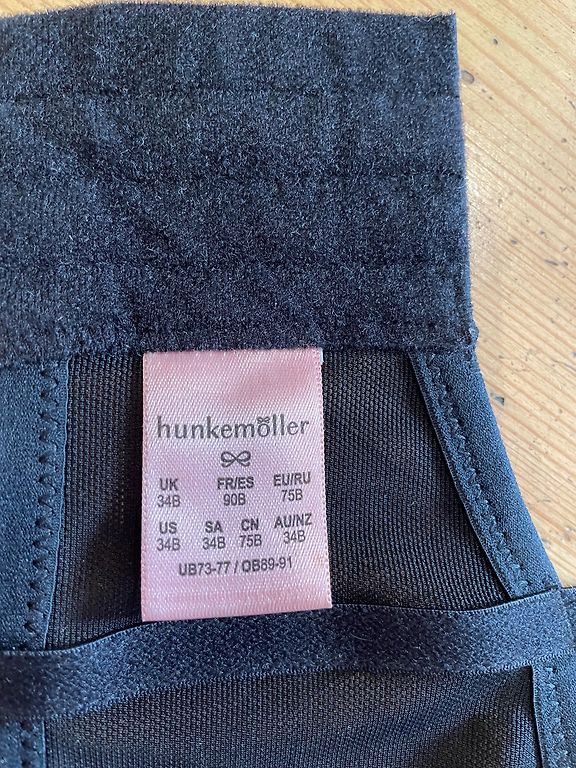 hunkemöller
UK FR/ES EU/RU
34B 90B 75B
US SA CN AU/NZ
34B 34B 75B 34B
UB73-77 / OB89-91